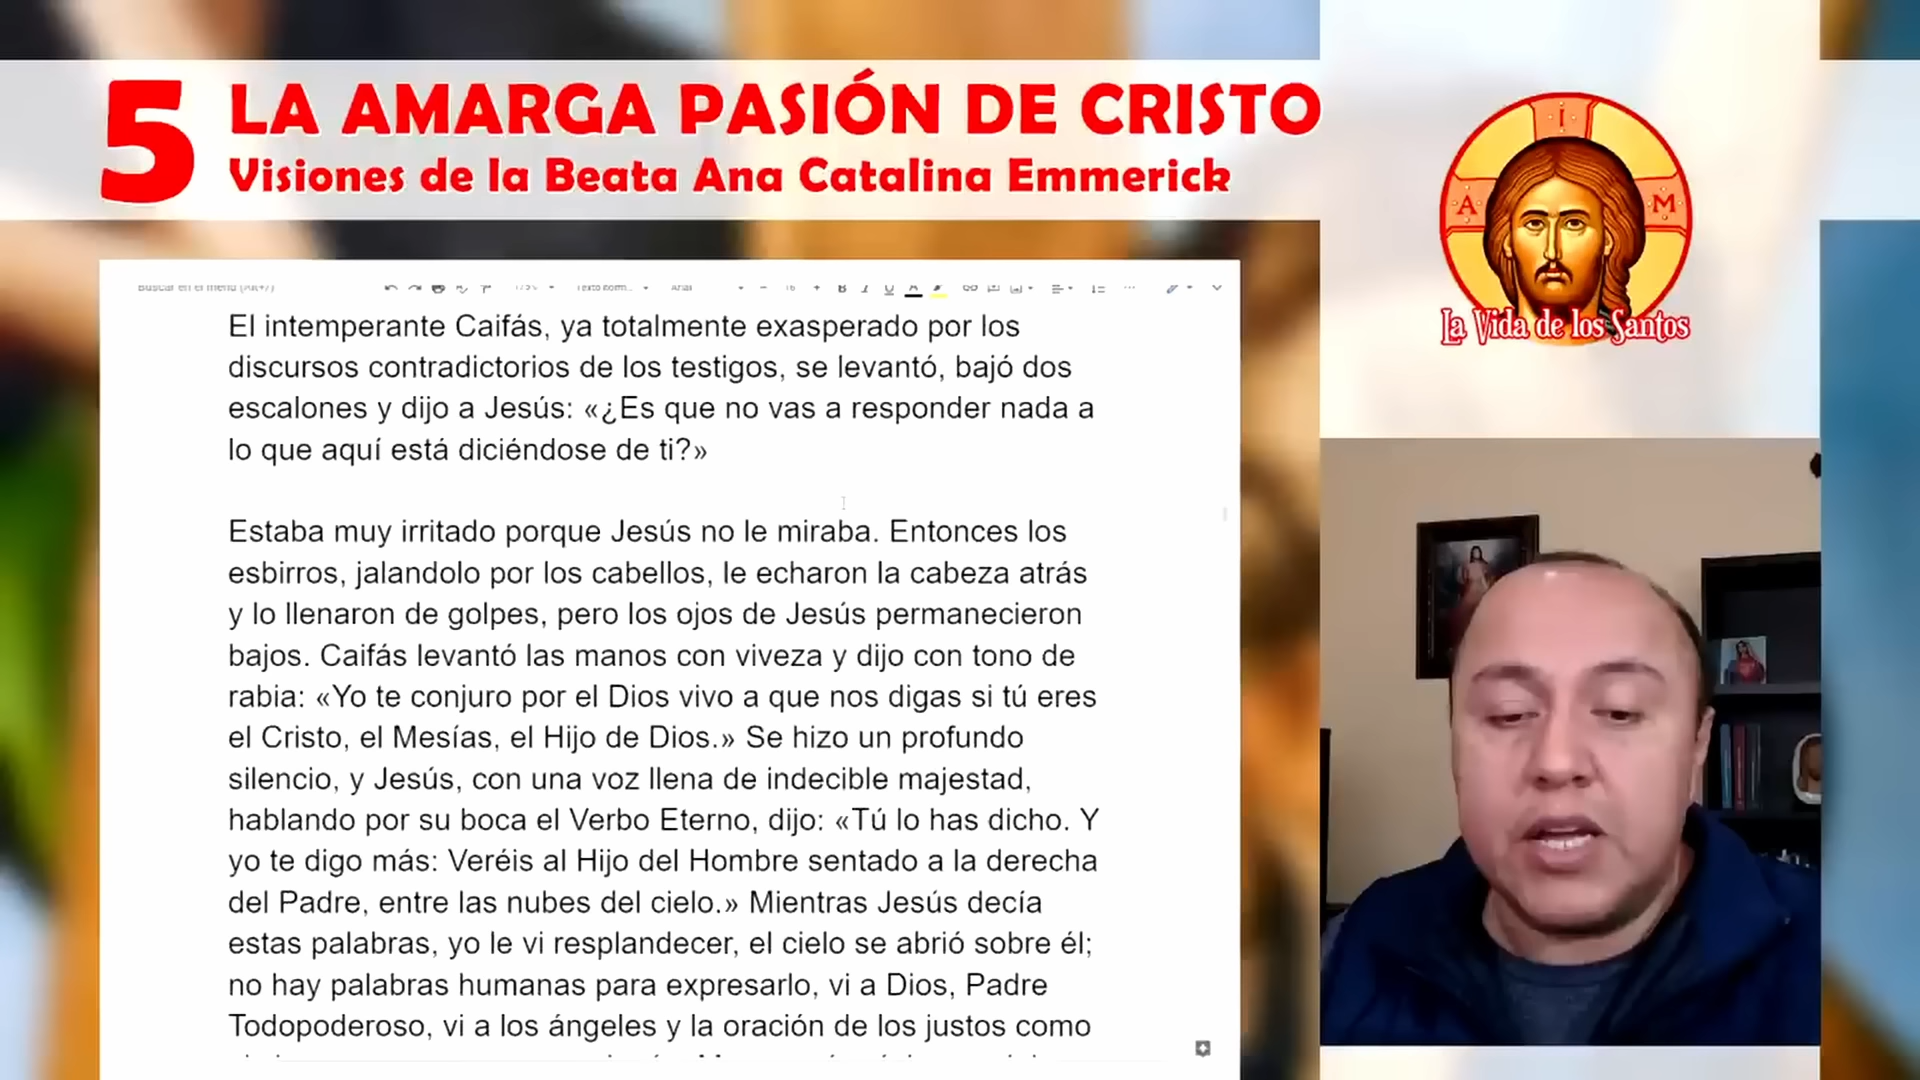 5
LA AMARGA PASIÓN DE CRISTO
Visiones de la Beata Ana Catalina Emmerick
I
A M
La Vida de los Santos
Buscar en el menú (Alt+/)
175% Texto norm... Arial 16
El intemperante Caifás, ya totalmente exasperado por los
discursos contradictorios de los testigos, se levantó, bajó dos
escalones y dijo a Jesús: «¿Es que no vas a responder nada a
lo que aquí está diciéndose de ti?»
Estaba muy irritado porque Jesús no le miraba. Entonces los
esbirros, jalandolo por los cabellos, le echaron la cabeza atrás
y lo llenaron de golpes, pero los ojos de Jesús permanecieron
bajos. Caifás levantó las manos con viveza y dijo con tono de
rabia: «Yo te conjuro por el Dios vivo a que nos digas si tú eres
el Cristo, el Mesías, el Hijo de Dios.» Se hizo un profundo
silencio, y Jesús, con una voz llena de indecible majestad,
hablando por su boca el Verbo Eterno, dijo: «Tú lo has dicho. Y
yo te digo más: Veréis al Hijo del Hombre sentado a la derecha
del Padre, entre las nubes del cielo.» Mientras Jesús decía
estas palabras, yo le vi resplandecer, el cielo se abrió sobre él;
no hay palabras humanas para expresarlo, vi a Dios, Padre
Todopoderoso, vi a los ángeles y la oración de los justos como